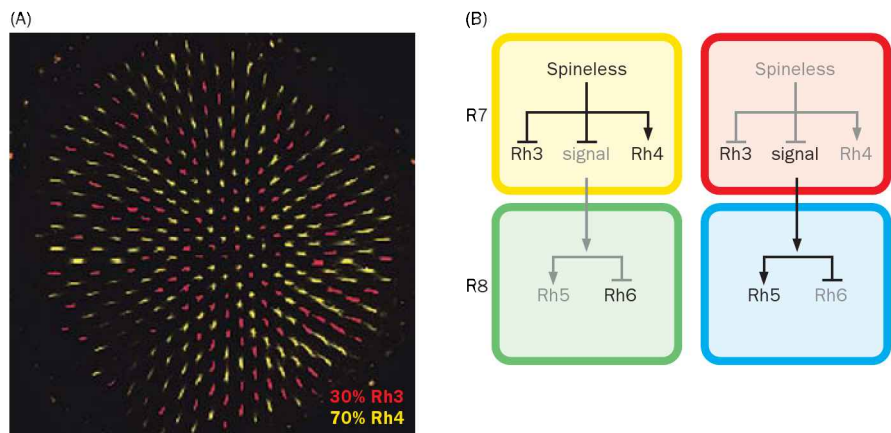 (A)
30% Rh3
70% Rh4
(B)
R7
Spineless
Rh3 signal Rh4
Spineless
Rh3 signal Rh4
R8
Rh5 Rh6
Rh5 Rh6